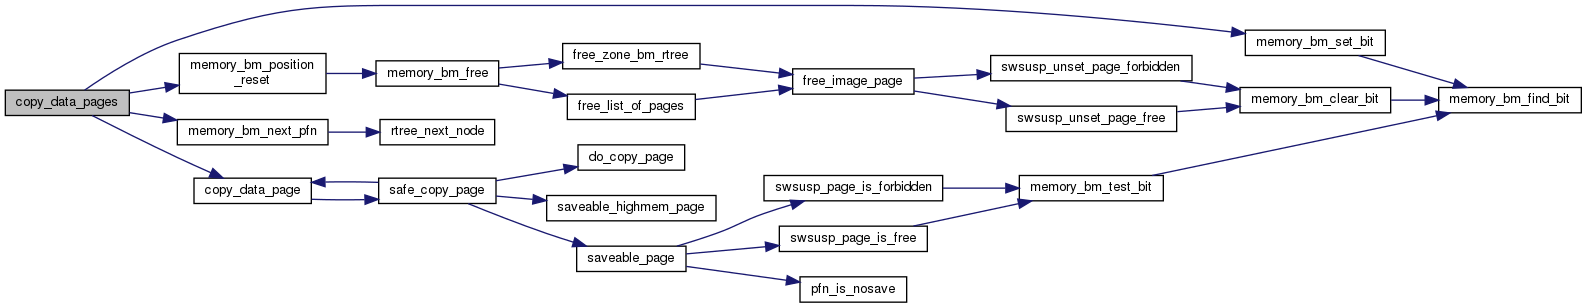 copy_data_pages
memory_bm_position
_reset
memory_bm_next_pfn
copy_data_page
memory_bm_free
rtree_next_node
safe_copy_page
free_zone_bm_rtree
free_list_of_pages
do_copy_page
saveable_highmem_page
saveable_page
free_image_page
swsusp_page_is_forbidden
swsusp_page_is_free
pfn_is_nosave
swsusp_unset_page_forbidden
swsusp_unset_page_free
memory_bm_test_bit
memory_bm_set_bit
memory_bm_clear_bit
memory_bm_find_bit